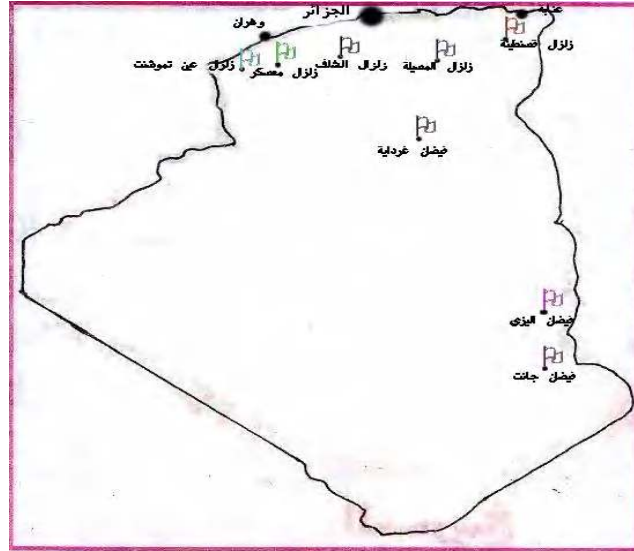 الجزائر
عنابة
وهران
زلزال قسنطينة
زلزال المسيلة
زلزال الشلف
زلزال معسكر
زلزال عين تموشنت
فيضان غرداية
فيضان اليزي
فيضان جانت